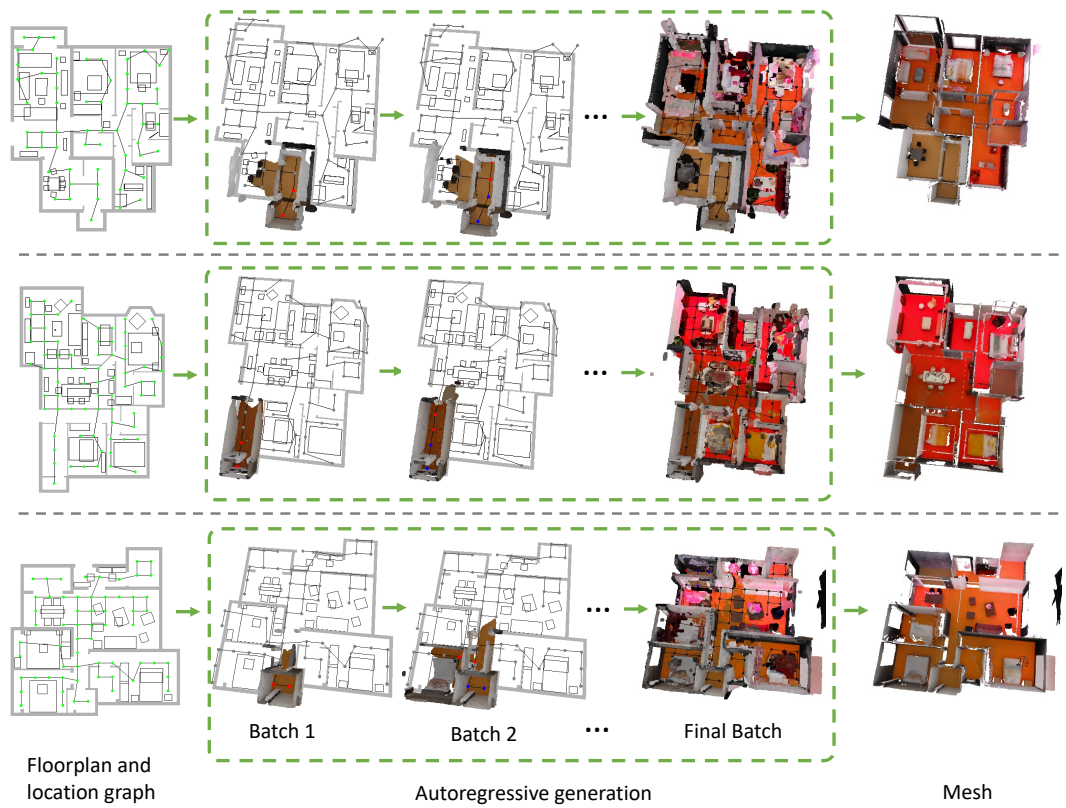 ...
...
...
Batch 1
Batch 2
...
Final Batch
Floorplan and
location graph
Autoregressive generation
Mesh